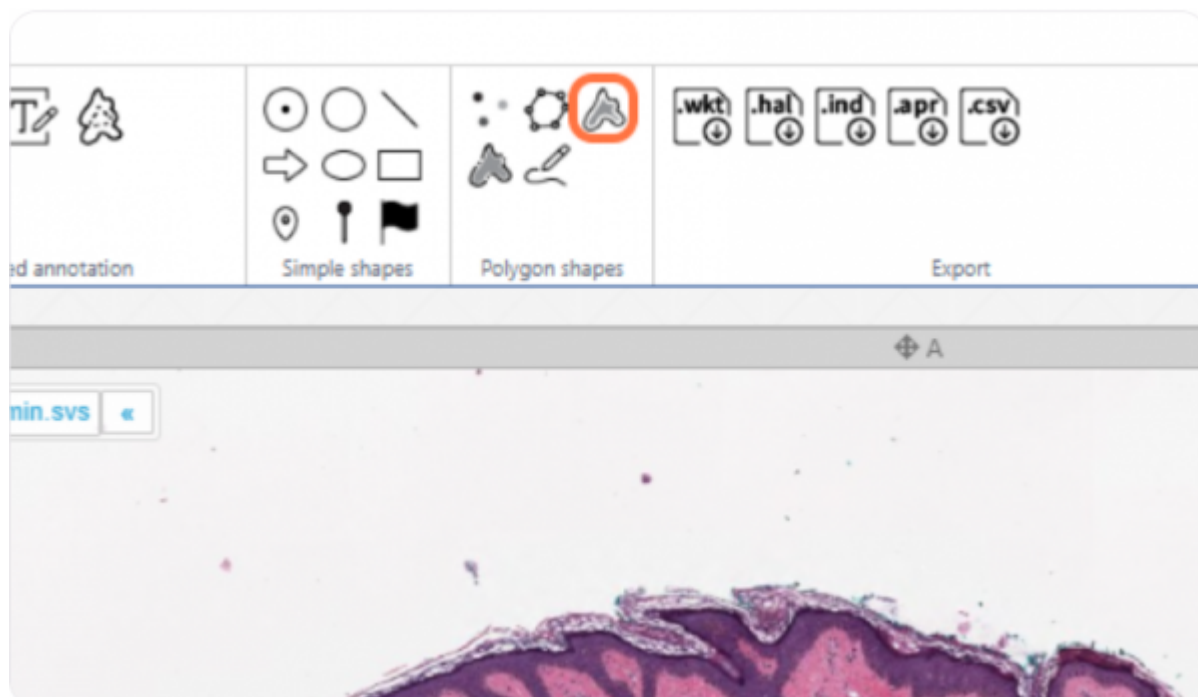 T
.wkt .hal .ind .apr .csv
ed annotation Simple shapes Polygon shapes Export
A
min.svs «